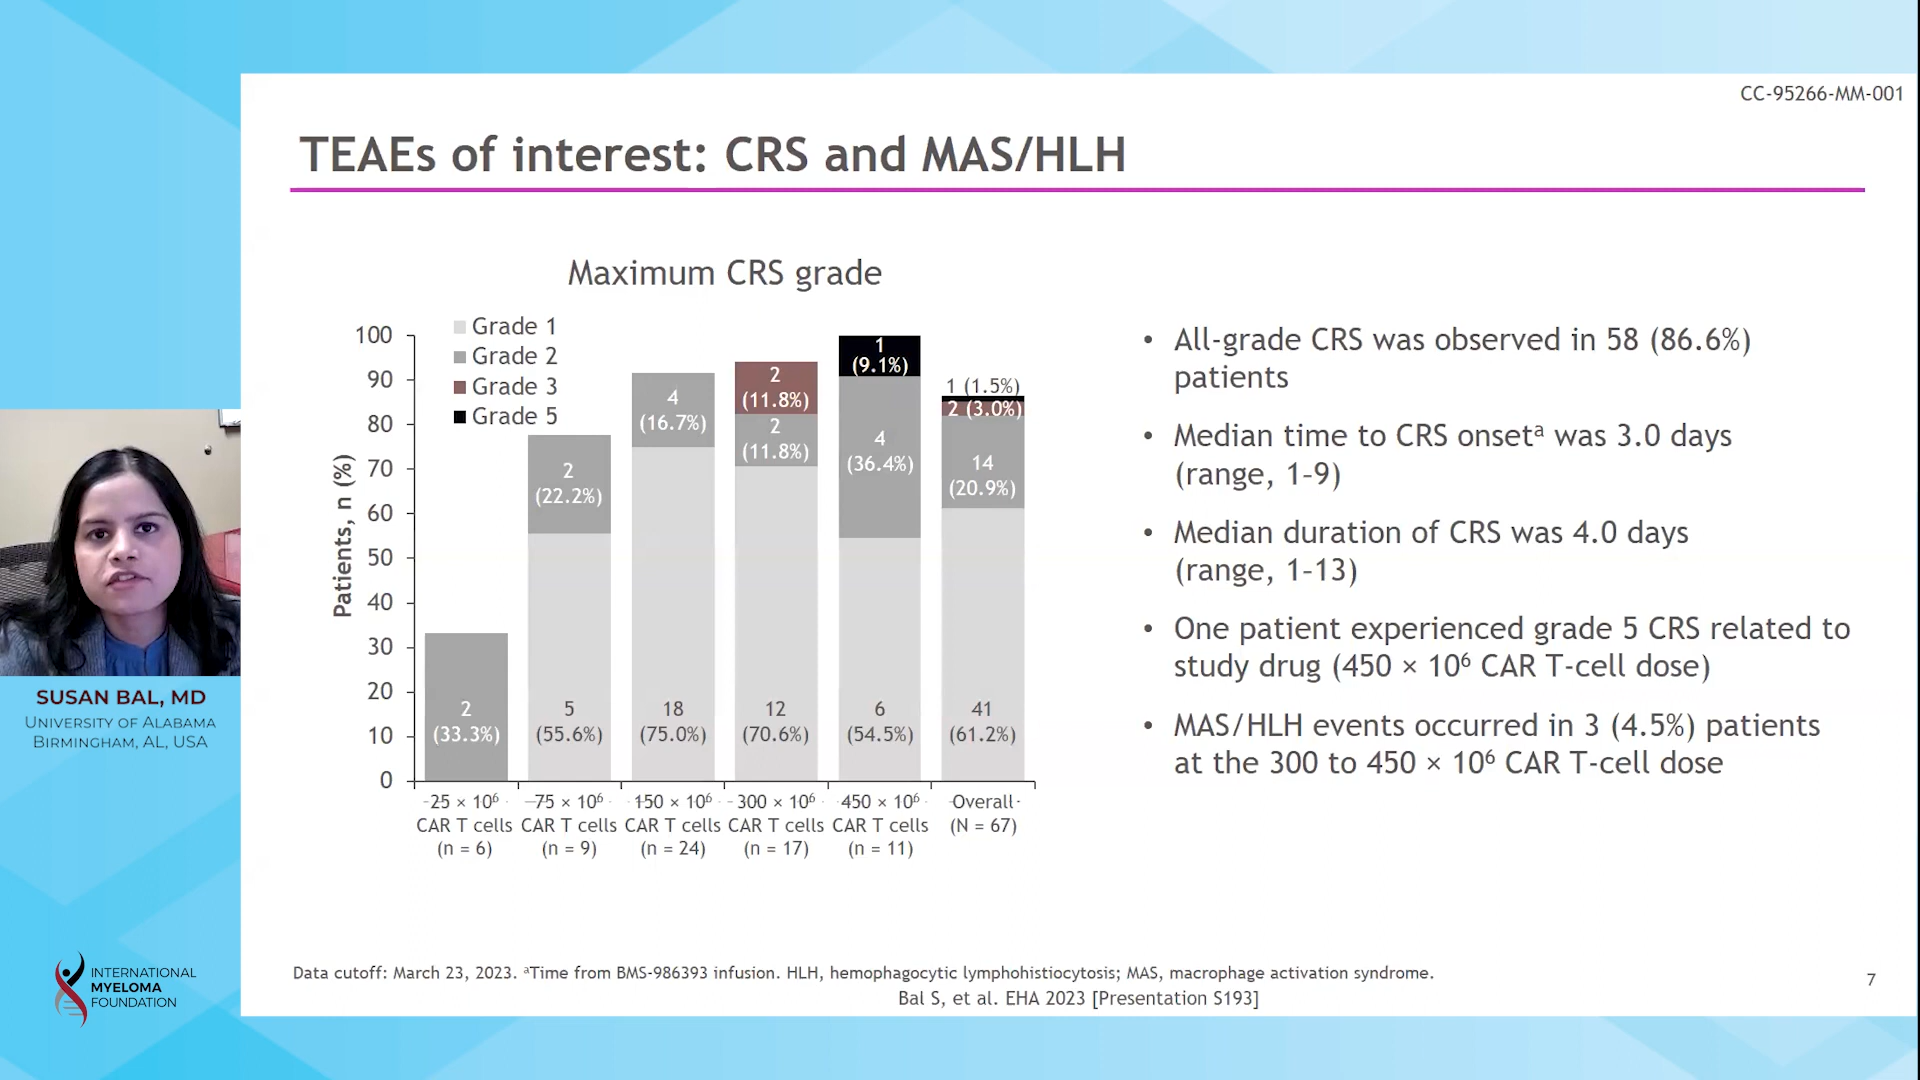 CC-95266-MM-001
TEAEs of interest: CRS and MAS/HLH
Maximum CRS grade
Grade 1
Grade 2
Grade 3
Grade 5
Patients, n (%)
100
90
80
70
60
50
40
30
20
10
0
2
(33.3%)
2
(22.2%)
5
(55.6%)
4
(16.7%)
18
(75.0%)
2
(11.8%)
2
(11.8%)
12
(70.6%)
1
(9.1%)
4
(36.4%)
6
(54.5%)
1 (1.5%)
2 (3.0%)
14
(20.9%)
41
(61.2%)
25 × 10⁶
CAR T cells
(n = 6)
75 × 10⁶
CAR T cells
(n = 9)
150 × 10⁶
CAR T cells
(n = 24)
300 × 10⁶
CAR T cells
(n = 17)
450 × 10⁶
CAR T cells
(n = 11)
Overall
(N = 67)
• All-grade CRS was observed in 58 (86.6%)
patients
• Median time to CRS onsetᵃ was 3.0 days
(range, 1–9)
• Median duration of CRS was 4.0 days
(range, 1–13)
• One patient experienced grade 5 CRS related to
study drug (450 × 10⁶ CAR T-cell dose)
• MAS/HLH events occurred in 3 (4.5%) patients
at the 300 to 450 × 10⁶ CAR T-cell dose
SUSAN BAL, MD
UNIVERSITY OF ALABAMA
BIRMINGHAM, AL, USA
INTERNATIONAL
MYELOMA
FOUNDATION
Data cutoff: March 23, 2023. ᵃTime from BMS-986393 infusion. HLH, hemophagocytic lymphohistiocytosis; MAS, macrophage activation syndrome.
Bal S, et al. EHA 2023 [Presentation S193]
7